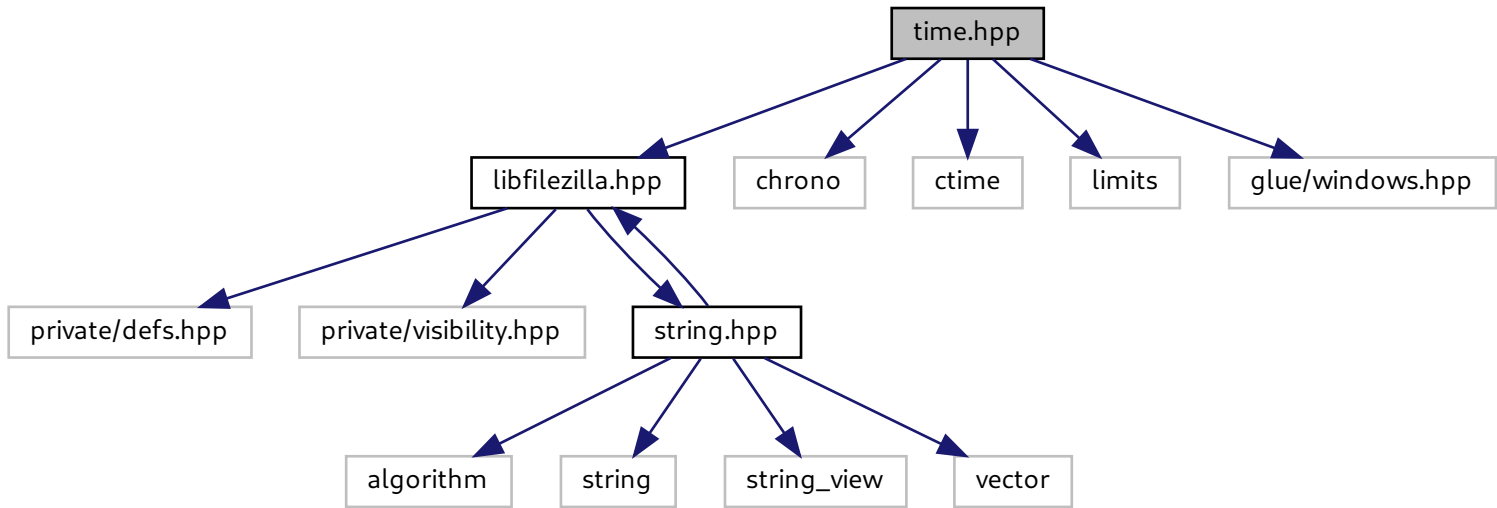 time.hpp
libfilezilla.hpp
chrono
ctime
limits
glue/windows.hpp
private/defs.hpp
private/visibility.hpp
string.hpp
algorithm
string
string_view
vector